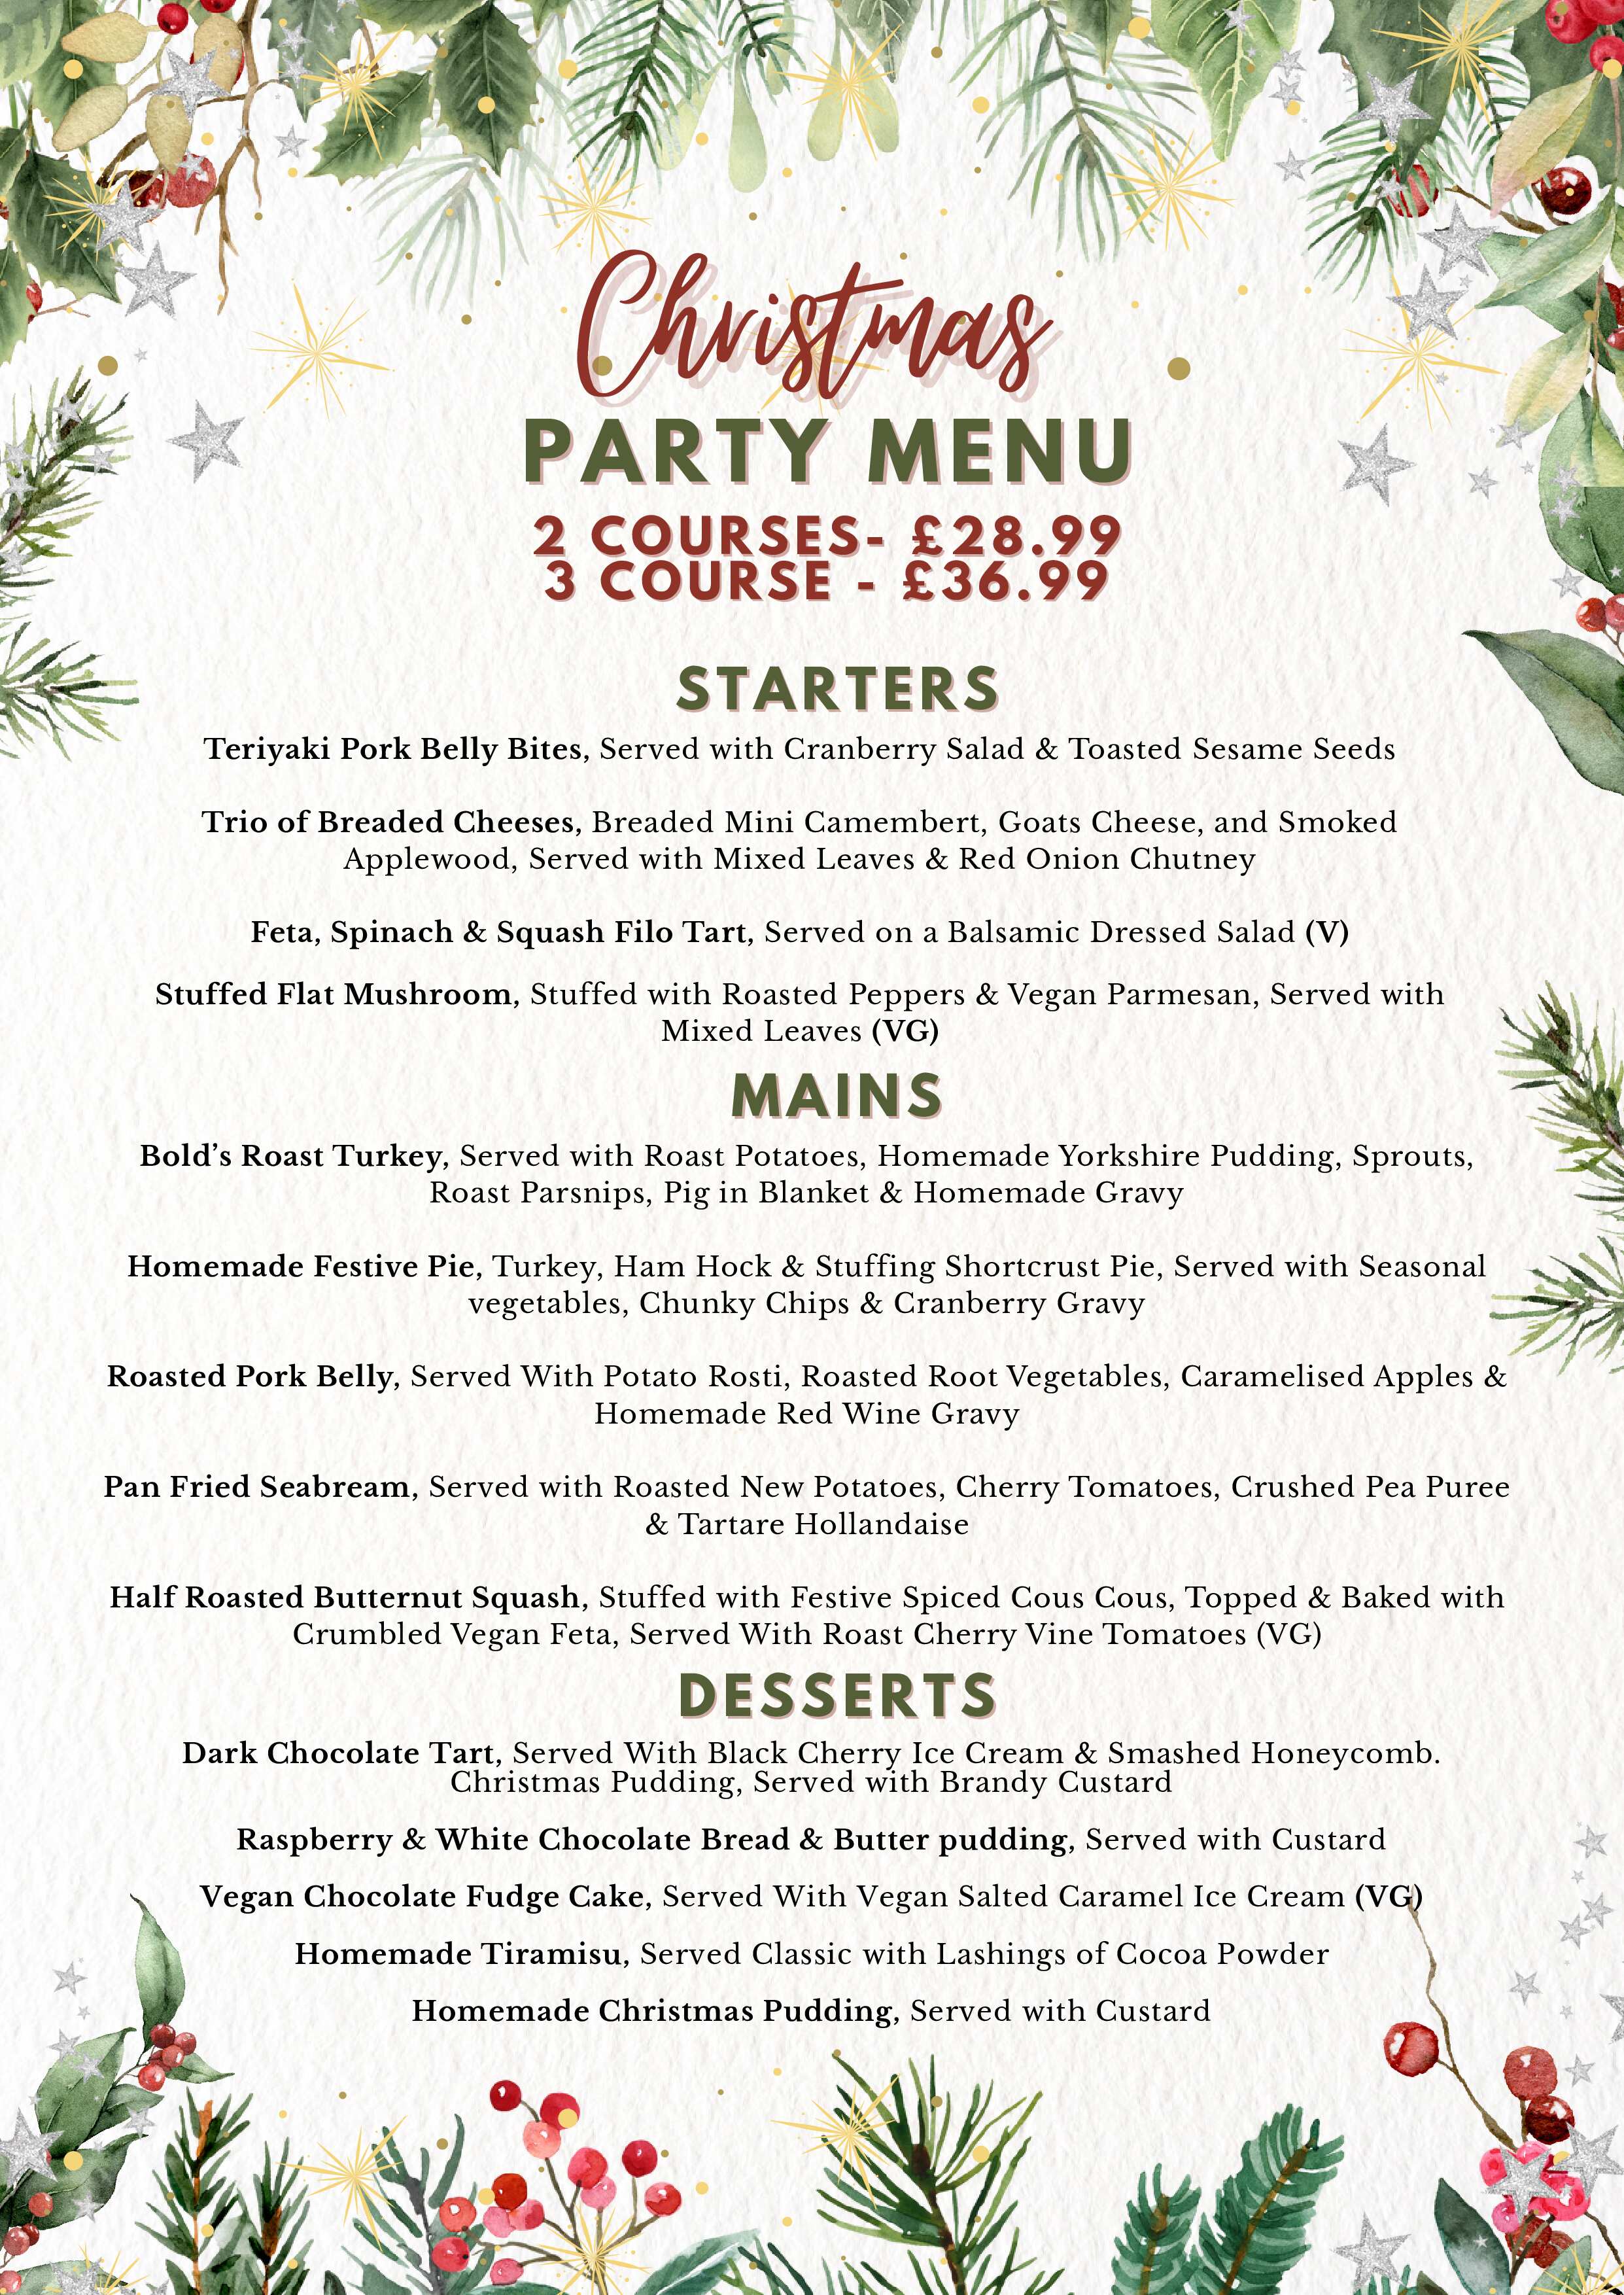 Christmas
PARTY MENU
2 COURSES- £28.99
3 COURSE - £36.99
STARTERS
Teriyaki Pork Belly Bites, Served with Cranberry Salad & Toasted Sesame Seeds
Trio of Breaded Cheeses, Breaded Mini Camembert, Goats Cheese, and Smoked
Applewood, Served with Mixed Leaves & Red Onion Chutney
Feta, Spinach & Squash Filo Tart, Served on a Balsamic Dressed Salad (V)
Stuffed Flat Mushroom, Stuffed with Roasted Peppers & Vegan Parmesan, Served with
Mixed Leaves (VG)
MAINS
Bold’s Roast Turkey, Served with Roast Potatoes, Homemade Yorkshire Pudding, Sprouts,
Roast Parsnips, Pig in Blanket & Homemade Gravy
Homemade Festive Pie, Turkey, Ham Hock & Stuffing Shortcrust Pie, Served with Seasonal
vegetables, Chunky Chips & Cranberry Gravy
Roasted Pork Belly, Served With Potato Rosti, Roasted Root Vegetables, Caramelised Apples &
Homemade Red Wine Gravy
Pan Fried Seabream, Served with Roasted New Potatoes, Cherry Tomatoes, Crushed Pea Puree
& Tartare Hollandaise
Half Roasted Butternut Squash, Stuffed with Festive Spiced Cous Cous, Topped & Baked with
Crumbled Vegan Feta, Served With Roast Cherry Vine Tomatoes (VG)
DESSERTS
Dark Chocolate Tart, Served With Black Cherry Ice Cream & Smashed Honeycomb.
Christmas Pudding, Served with Brandy Custard
Raspberry & White Chocolate Bread & Butter pudding, Served with Custard
Vegan Chocolate Fudge Cake, Served With Vegan Salted Caramel Ice Cream (VG)
Homemade Tiramisu, Served Classic with Lashings of Cocoa Powder
Homemade Christmas Pudding, Served with Custard